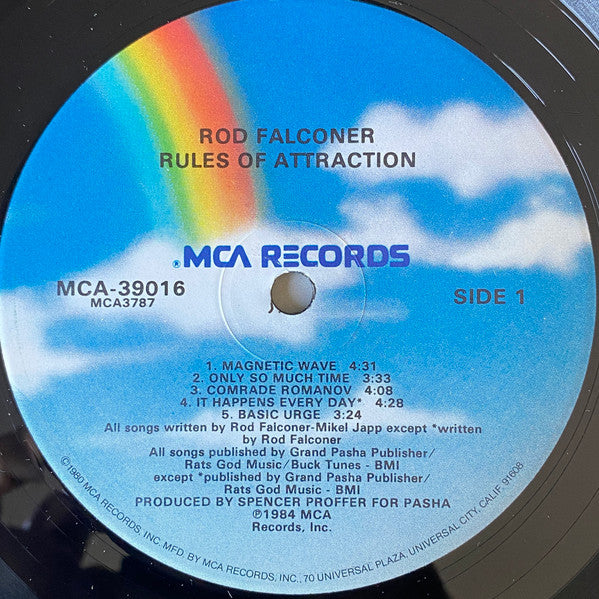 ROD FALCONER
RULES OF ATTRACTION
®MCA RECORDS
MCA-39016
MCA3787
SIDE 1
1. MAGNETIC WAVE 4:31
2. ONLY SO MUCH TIME 3:33
3. COMRADE ROMANOV 4:08
4. IT HAPPENS EVERY DAY* 4:28
5. BASIC URGE 3:24
All songs written by Rod Falconer-Mikel Japp except *written
by Rod Falconer
All songs published by Grand Pasha Publisher/
Rats God Music/Buck Tunes - BMI
except *published by Grand Pasha Publisher/
Rats God Music - BMI
PRODUCED BY SPENCER PROFFER FOR PASHA
℗1984 MCA
Records, Inc.
©1980 MCA RECORDS, INC. MFD. BY MCA RECORDS, INC., 70 UNIVERSAL PLAZA, UNIVERSAL CITY, CALIF. 91608